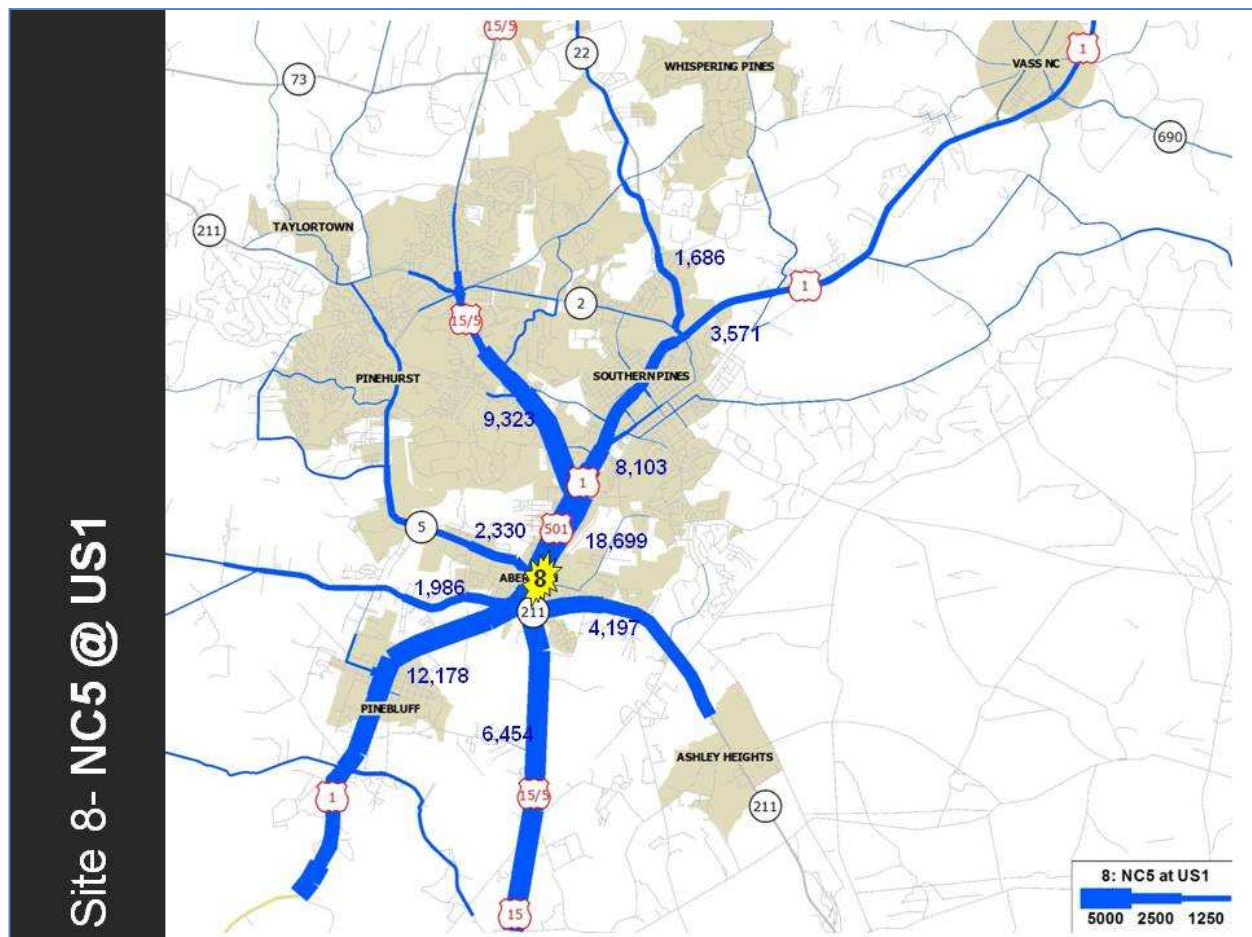 Site 8- NC5 @ US1
15/5
22
WHISPERING PINES
1
VASS NC
73
690
211
TAYLORTOWN
1,686
1
2
15/5
3,571
PINEHURST
SOUTHERN PINES
9,323
8,103
1
5
2,330
501
18,699
8
1,986
211
4,197
12,178
PINEBLUFF
6,454
ASHLEY HEIGHTS
1
15/5
211
15
8: NC5 at US1
5000 2500 1250